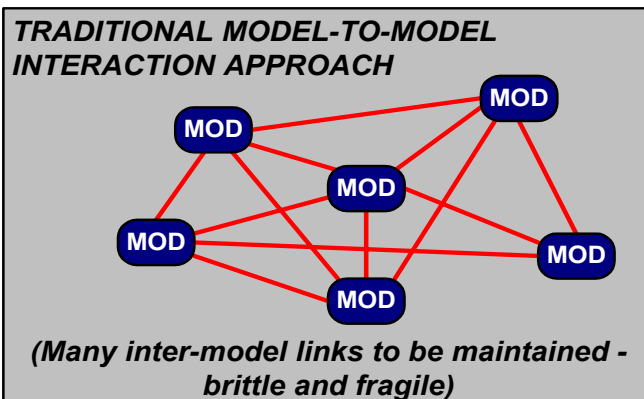 TRADITIONAL MODEL-TO-MODEL
INTERACTION APPROACH
MOD
MOD
MOD
MOD
MOD
MOD
(Many inter-model links to be maintained -
brittle and fragile)